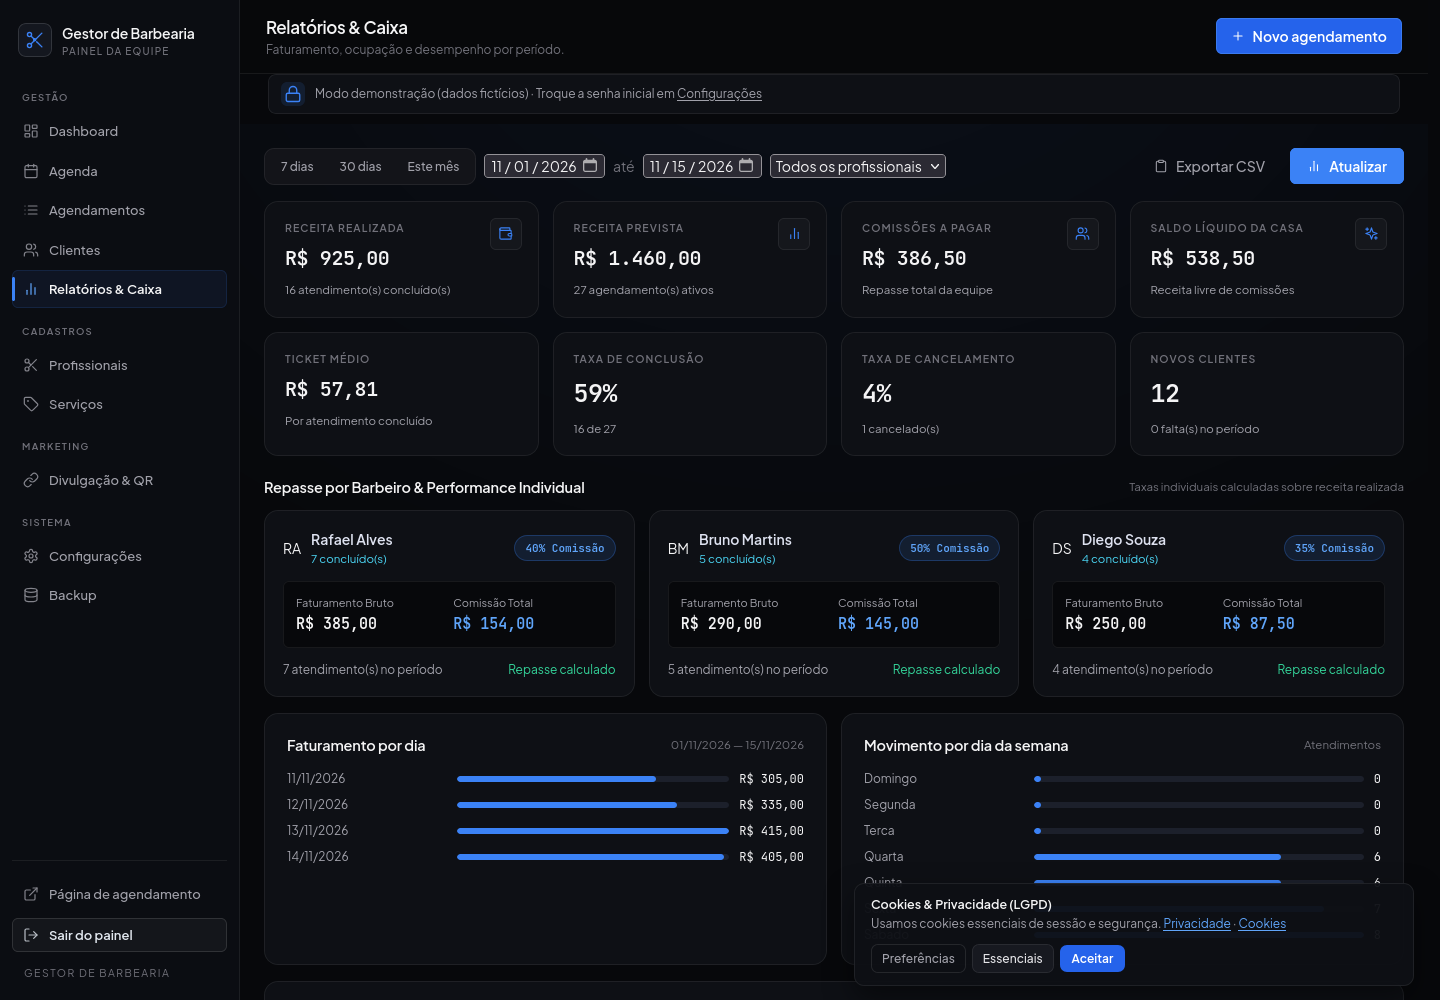 Gestor de Barbearia
PAINEL DA EQUIPE
GESTÃO
Dashboard
Agenda
Agendamentos
Clientes
Relatórios & Caixa
CADASTROS
Profissionais
Serviços
MARKETING
Divulgação & QR
SISTEMA
Configurações
Backup
Página de agendamento
Sair do painel
GESTOR DE BARBEARIA
Relatórios & Caixa
Faturamento, ocupação e desempenho por período.
Novo agendamento
Modo demonstração (dados fictícios) · Troque a senha inicial em Configurações
7 dias 30 dias Este mês 11 / 01 / 2026 até 11 / 15 / 2026 Todos os profissionais Exportar CSV Atualizar
RECEITA REALIZADA
R$ 925,00
16 atendimento(s) concluído(s)
RECEITA PREVISTA
R$ 1.460,00
27 agendamento(s) ativos
COMISSÕES A PAGAR
R$ 386,50
Repasse total da equipe
SALDO LÍQUIDO DA CASA
R$ 538,50
Receita livre de comissões
TICKET MÉDIO
R$ 57,81
Por atendimento concluído
TAXA DE CONCLUSÃO
59%
16 de 27
TAXA DE CANCELAMENTO
4%
1 cancelado(s)
NOVOS CLIENTES
12
0 falta(s) no período
Repasse por Barbeiro & Performance Individual
Taxas individuais calculadas sobre receita realizada
RA Rafael Alves
7 concluído(s)
40% Comissão
Faturamento Bruto Comissão Total
R$ 385,00 R$ 154,00
7 atendimento(s) no período Repasse calculado
BM Bruno Martins
5 concluído(s)
50% Comissão
Faturamento Bruto Comissão Total
R$ 290,00 R$ 145,00
5 atendimento(s) no período Repasse calculado
DS Diego Souza
4 concluído(s)
35% Comissão
Faturamento Bruto Comissão Total
R$ 250,00 R$ 87,50
4 atendimento(s) no período Repasse calculado
Faturamento por dia 01/11/2026 — 15/11/2026
11/11/2026 R$ 305,00
12/11/2026 R$ 335,00
13/11/2026 R$ 415,00
14/11/2026 R$ 405,00
Movimento por dia da semana Atendimentos
Domingo 0
Segunda 0
Terca 0
Quarta 6
Quinta 6
Cookies & Privacidade (LGPD)
Usamos cookies essenciais de sessão e segurança. Privacidade · Cookies
Preferências Essenciais Aceitar